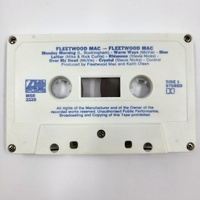 FLEETWOOD MAC — FLEETWOOD MAC
Monday Morning (L. Buckingham) - Warm Ways (McVie) - Blue
Letter (Mike & Rick Curtis) - Rhiannon (Stevie Nicks) -
Over My Head (McVie) - Crystal (Stevie Nicks) -
Produced by Fleetwood Mac and Keith Olsen
SIDE 1
STEREO
MSK
All rights of the Manufacturer and of the Owner of the
recorded works reserved. Unauthorised Public Performance,
Broadcasting and Copying of this Tape prohibited